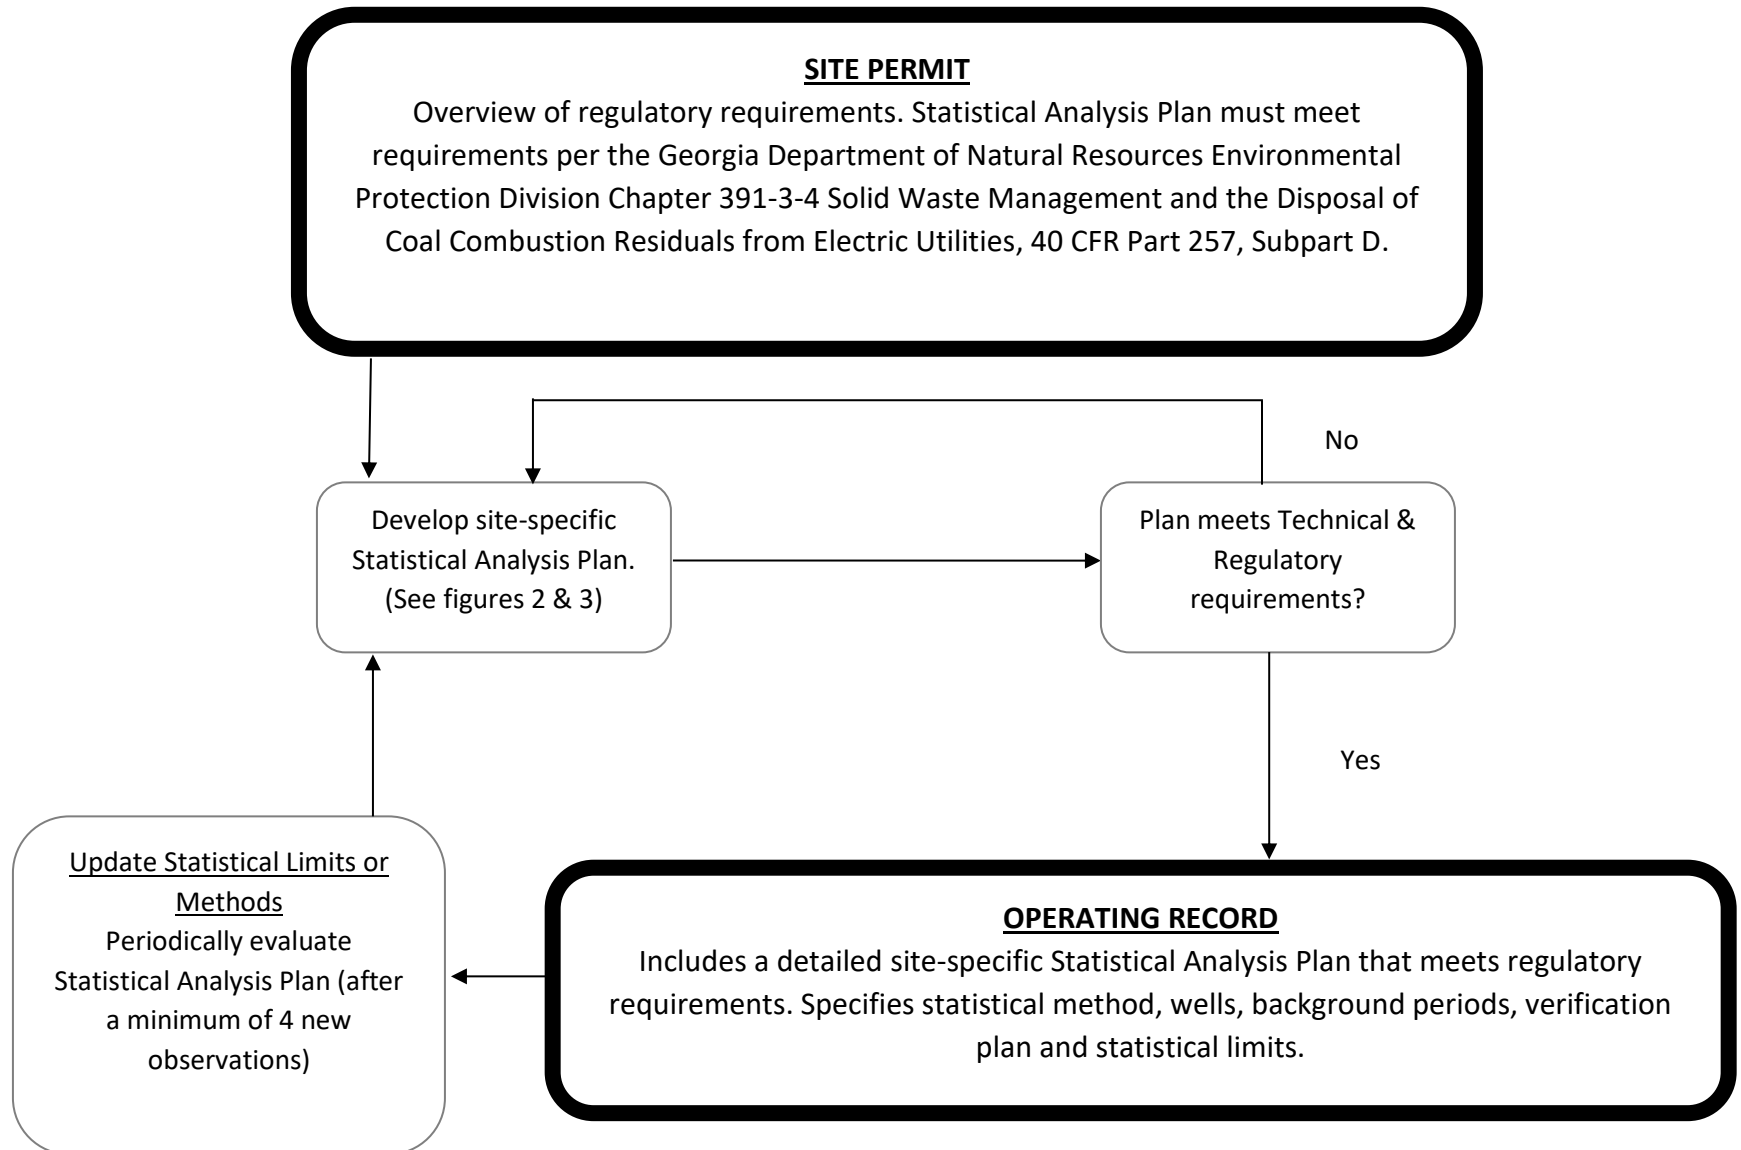 SITE PERMIT
Overview of regulatory requirements. Statistical Analysis Plan must meet
requirements per the Georgia Department of Natural Resources Environmental
Protection Division Chapter 391-3-4 Solid Waste Management and the Disposal of
Coal Combustion Residuals from Electric Utilities, 40 CFR Part 257, Subpart D.
No
Develop site-specific
Statistical Analysis Plan.
(See figures 2 & 3)
Plan meets Technical &
Regulatory
requirements?
Yes
Update Statistical Limits or
Methods
Periodically evaluate
Statistical Analysis Plan (after
a minimum of 4 new
observations)
OPERATING RECORD
Includes a detailed site-specific Statistical Analysis Plan that meets regulatory
requirements. Specifies statistical method, wells, background periods, verification
plan and statistical limits.